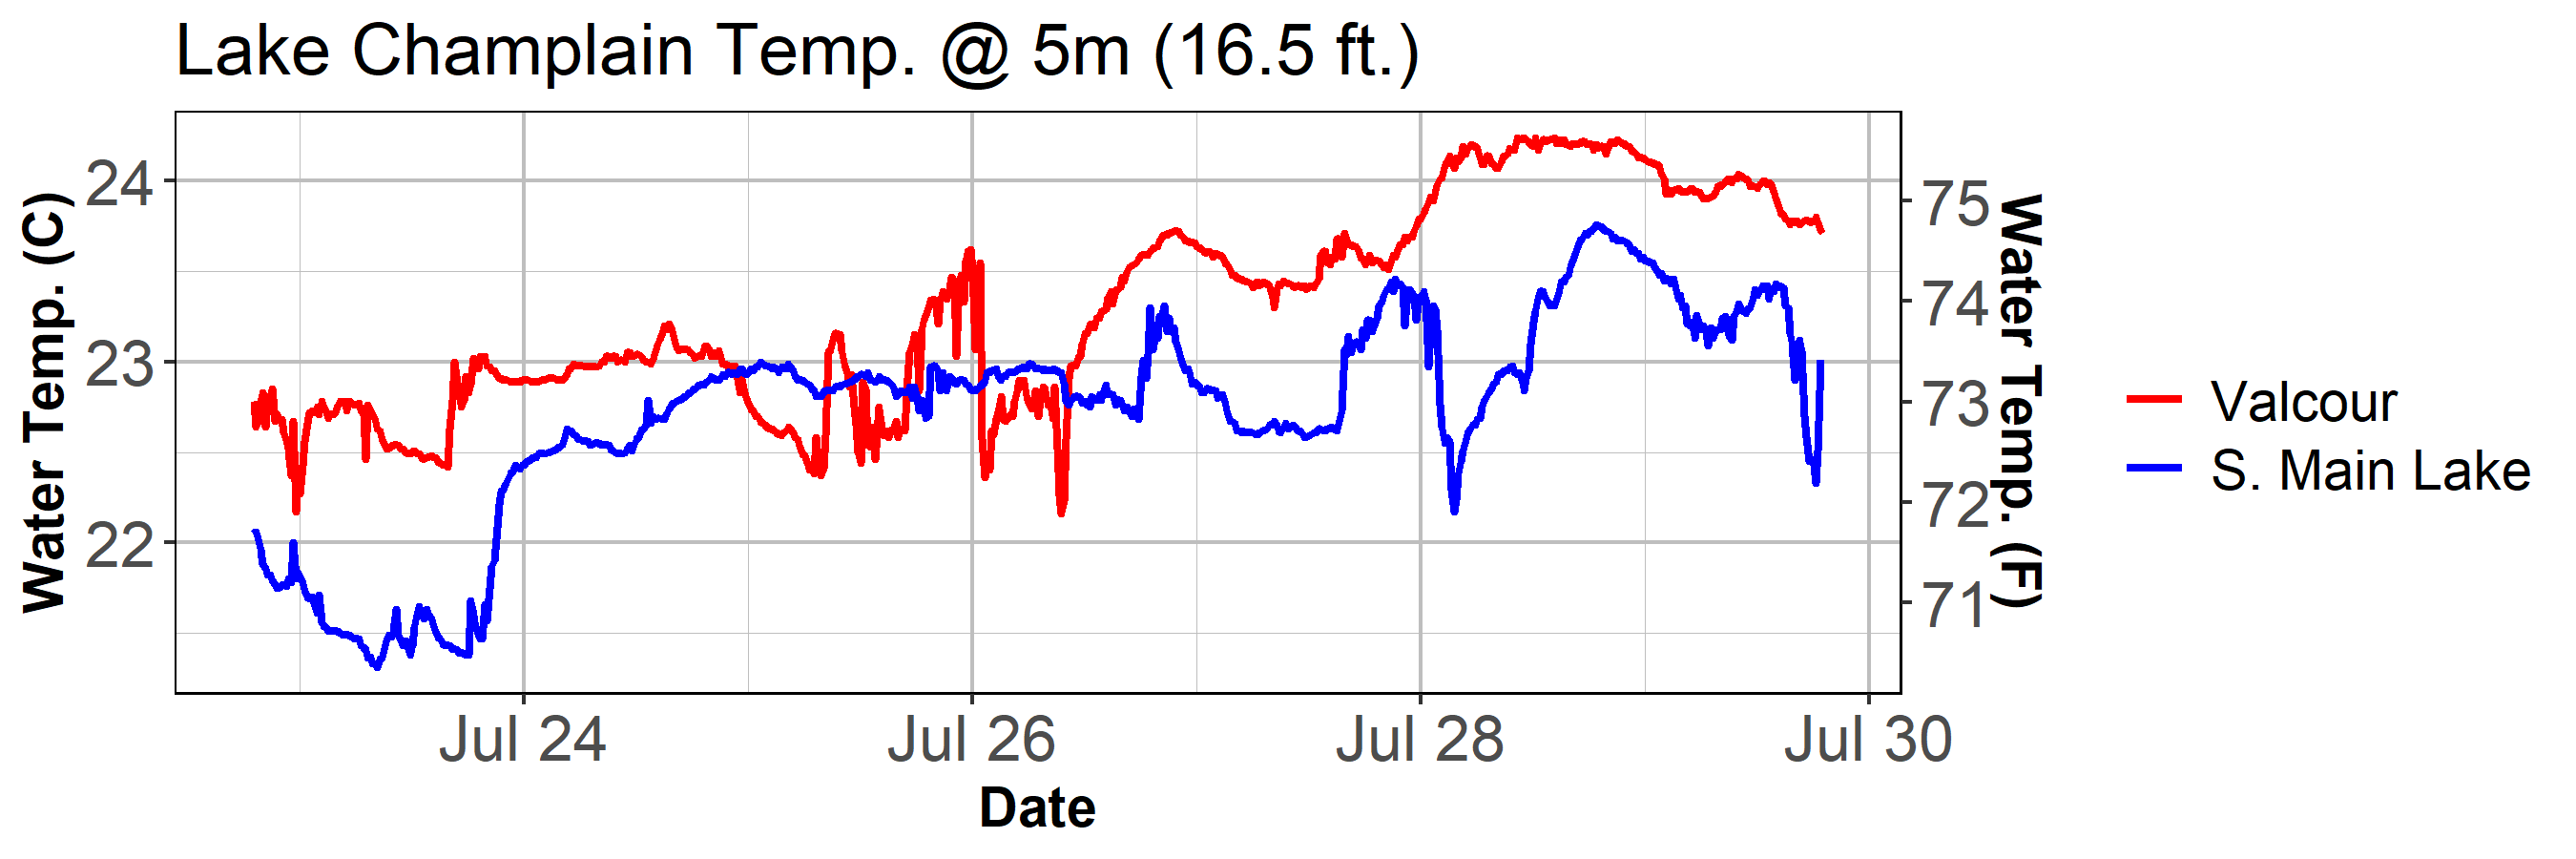 Lake Champlain Temp. @ 5m (16.5 ft.)
Water Temp. (C)
24
23
22
75
74
73
72
71
Water Temp. (F)
Jul 24 Jul 26 Jul 28 Jul 30
Date
Valcour
S. Main Lake